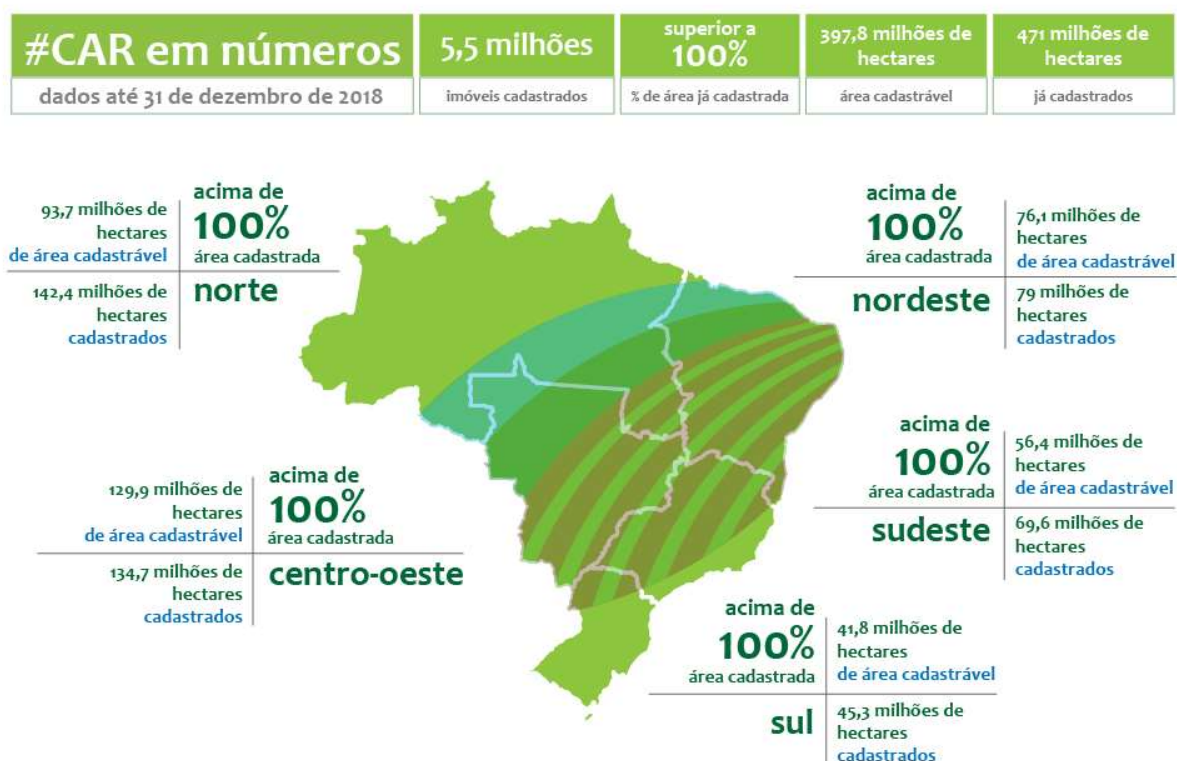 #CAR em números
dados até 31 de dezembro de 2018
5,5 milhões
imóveis cadastrados
superior a
100%
% de área já cadastrada
397,8 milhões de
hectares
área cadastrável
471 milhões de
hectares
já cadastrados
93,7 milhões de
hectares
de área cadastrável
142,4 milhões de
hectares
cadastrados
acima de
100%
área cadastrada
norte
acima de
100%
área cadastrada
nordeste
76,1 milhões de
hectares
de área cadastrável
79 milhões de
hectares
cadastrados
129,9 milhões de
hectares
de área cadastrável
134,7 milhões de
hectares
cadastrados
acima de
100%
área cadastrada
centro-oeste
acima de
100%
área cadastrada
sudeste
56,4 milhões de
hectares
de área cadastrável
69,6 milhões de
hectares
cadastrados
acima de
100%
área cadastrada
sul
41,8 milhões de
hectares
de área cadastrável
45,3 milhões de
hectares
cadastrados